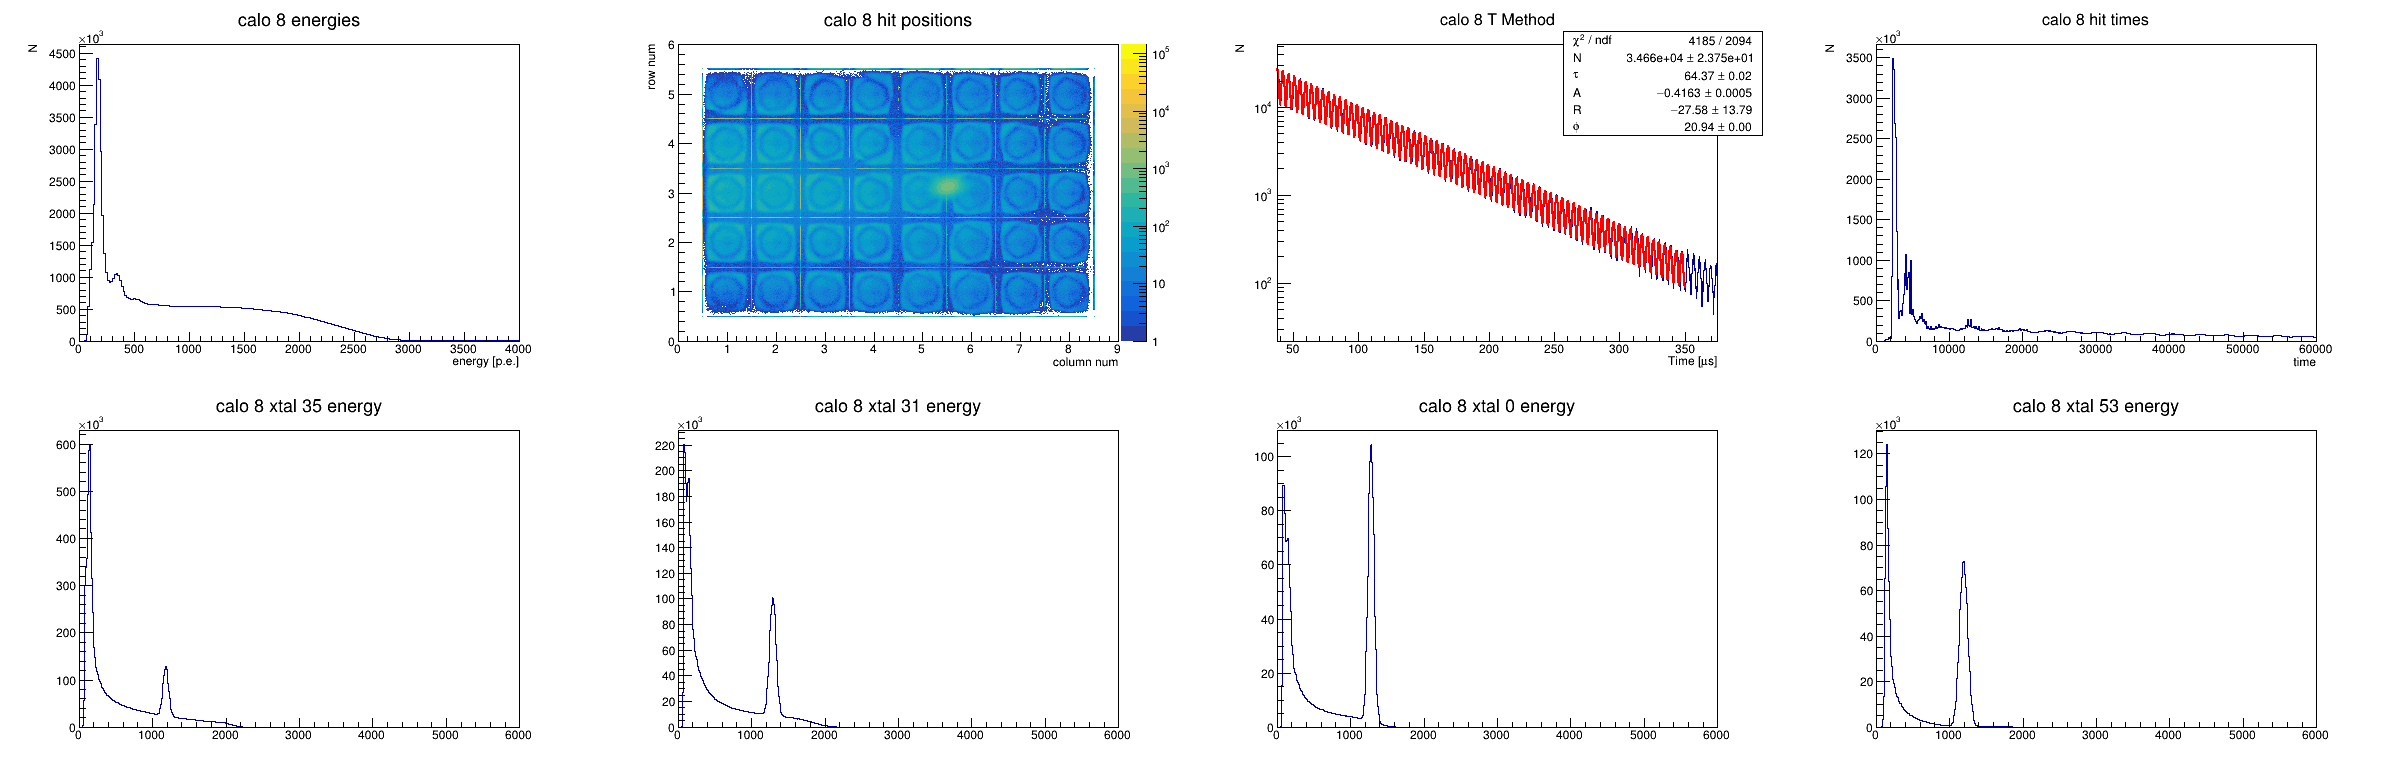 calo 8 energies
N
×10³
4500
4000
3500
3000
2500
2000
1500
1000
500
0
0 500 1000 1500 2000 2500 3000 3500 4000
energy [p.e.]
calo 8 hit positions
row num
6
5
4
3
2
1
0
0 1 2 3 4 5 6 7 8 9
column num
10⁵
10⁴
10³
10²
10
1
calo 8 T Method
N
χ² / ndf 4185 / 2094
N 3.466e+04 ± 2.375e+01
τ 64.37 ± 0.02
A −0.4163 ± 0.0005
R −27.58 ± 13.79
ϕ 20.94 ± 0.00
10⁴
10³
10²
50 100 150 200 250 300 350
Time [μs]
calo 8 hit times
N
×10³
3500
3000
2500
2000
1500
1000
500
0
0 10000 20000 30000 40000 50000 60000
time
calo 8 xtal 35 energy
×10³
600
500
400
300
200
100
0
0 1000 2000 3000 4000 5000 6000
calo 8 xtal 31 energy
×10³
220
200
180
160
140
120
100
80
60
40
20
0
0 1000 2000 3000 4000 5000 6000
calo 8 xtal 0 energy
×10³
100
80
60
40
20
0
0 1000 2000 3000 4000 5000 6000
calo 8 xtal 53 energy
×10³
120
100
80
60
40
20
0
0 1000 2000 3000 4000 5000 6000